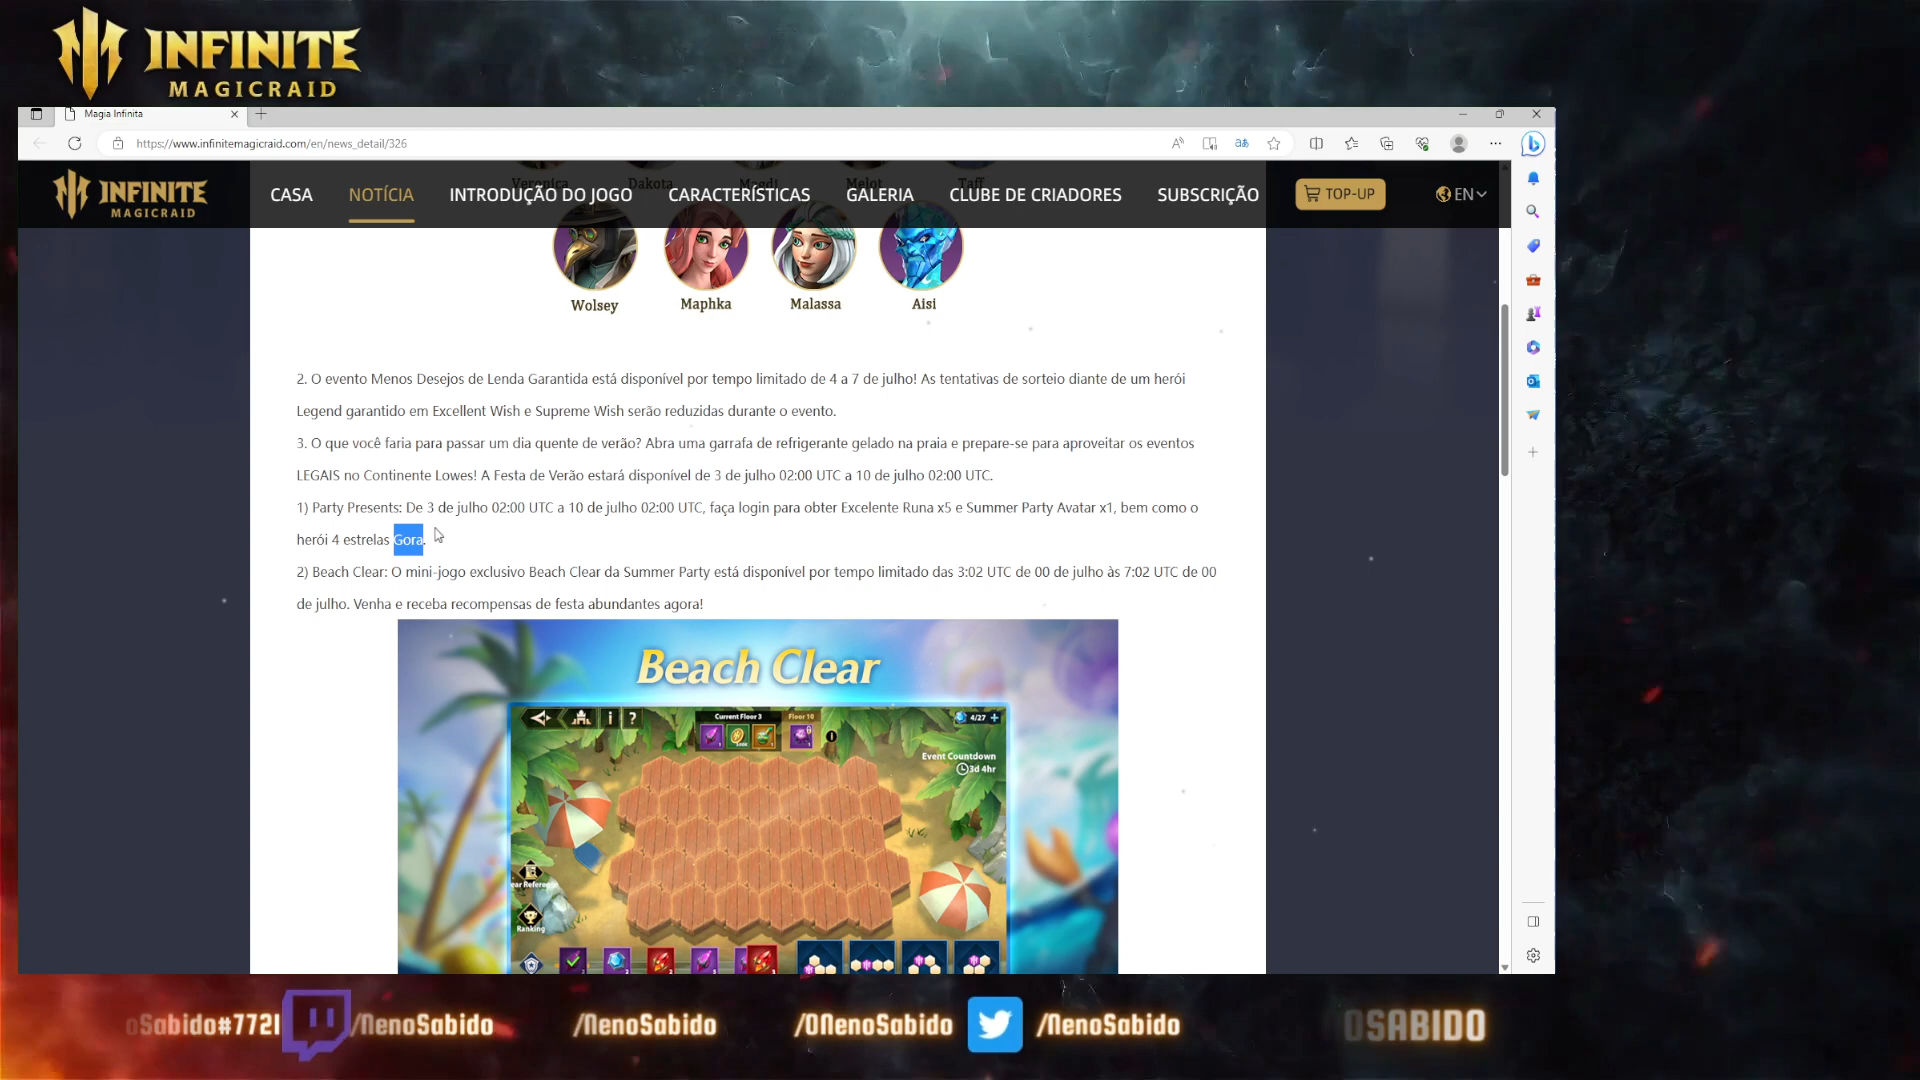 INFINITE
MAGICRAID
Magia Infinita
https://www.infinitemagicraid.com/en/news_detail/326
INFINITE
MAGICRAID
CASA
NOTÍCIA
INTRODUÇÃO DO JOGO
CARACTERÍSTICAS
GALERIA
CLUBE DE CRIADORES
SUBSCRIÇÃO
TOP-UP
EN
Veronica
Dakota
Magdi
Melot
Taff
Wolsey
Maphka
Malassa
Aisi
2. O evento Menos Desejos de Lenda Garantida está disponível por tempo limitado de 4 a 7 de julho! As tentativas de sorteio diante de um herói
Legend garantido em Excellent Wish e Supreme Wish serão reduzidas durante o evento.
3. O que você faria para passar um dia quente de verão? Abra uma garrafa de refrigerante gelado na praia e prepare-se para aproveitar os eventos
LEGAIS no Continente Lowes! A Festa de Verão estará disponível de 3 de julho 02:00 UTC a 10 de julho 02:00 UTC.
1) Party Presents: De 3 de julho 02:00 UTC a 10 de julho 02:00 UTC, faça login para obter Excelente Runa x5 e Summer Party Avatar x1, bem como o
herói 4 estrelas Gora.
2) Beach Clear: O mini-jogo exclusivo Beach Clear da Summer Party está disponível por tempo limitado das 3:02 UTC de 00 de julho às 7:02 UTC de 00
de julho. Venha e receba recompensas de festa abundantes agora!
Beach Clear
Current Floor 3
Floor 10
4/27
Event Countdown
3d 4hr
Ranking
oSabido#7721
/NenoSabido
/NenoSabido
/0NenoSabido
/NenoSabido
OSABIDO